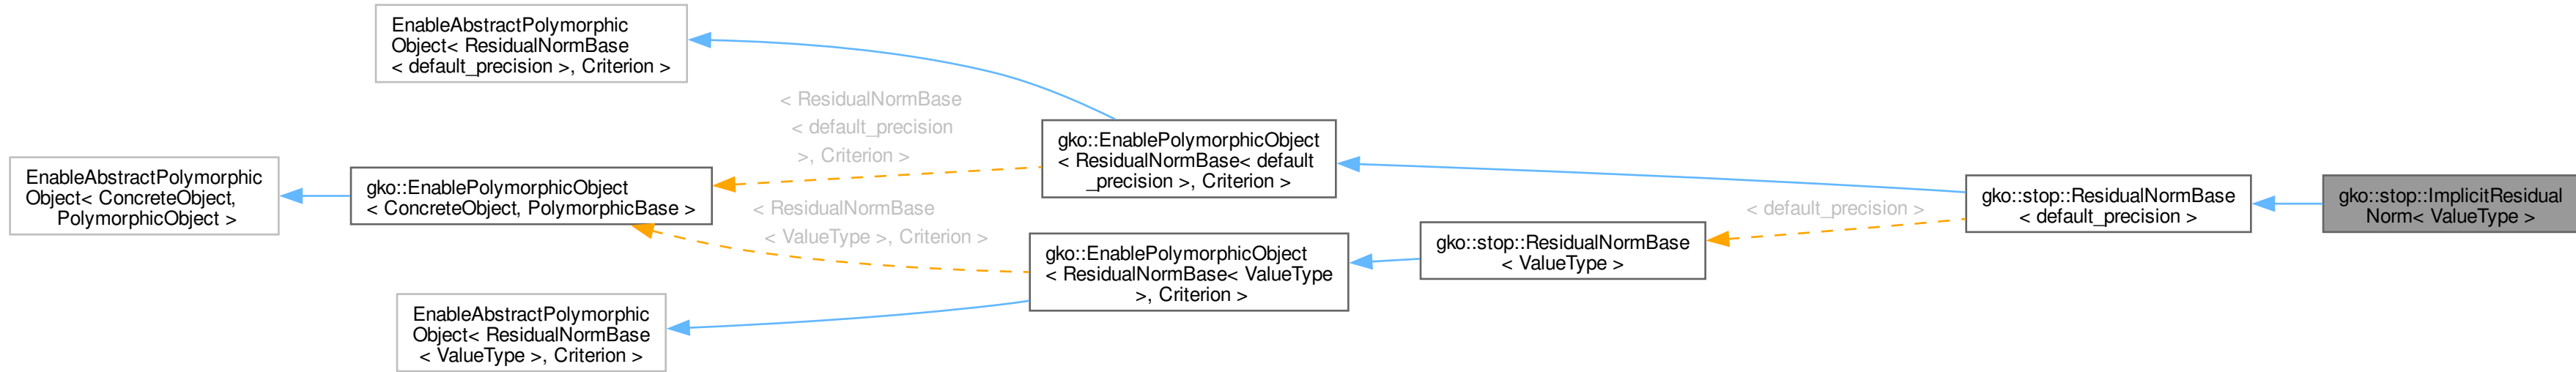 EnableAbstractPolymorphic
Object< ResidualNormBase
< default_precision >, Criterion >
EnableAbstractPolymorphic
Object< ConcreteObject,
PolymorphicObject >
gko::EnablePolymorphicObject
< ConcreteObject, PolymorphicBase >
< ResidualNormBase
< default_precision
>, Criterion >
< ResidualNormBase
< ValueType >, Criterion >
EnableAbstractPolymorphic
Object< ResidualNormBase
< ValueType >, Criterion >
gko::EnablePolymorphicObject
< ResidualNormBase< default
_precision >, Criterion >
gko::EnablePolymorphicObject
< ResidualNormBase< ValueType
>, Criterion >
gko::stop::ResidualNormBase
< ValueType >
< default_precision >
gko::stop::ResidualNormBase
< default_precision >
gko::stop::ImplicitResidual
Norm< ValueType >